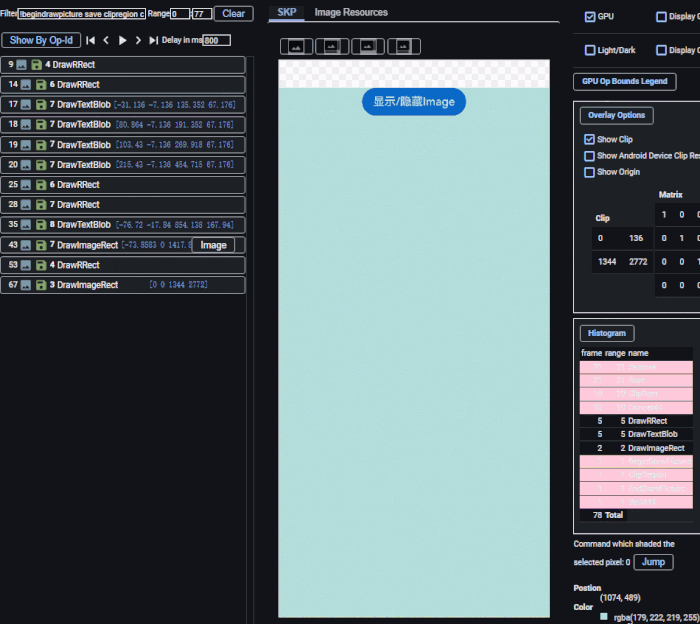 Filter !begindrawpicture save clipregion c Range 0 : 77 Clear
Show By Op-Id Delay in ms 800
9 4 DrawRRect
14 6 DrawRRect
17 7 DrawTextBlob [-31.136 -7.136 135.352 67.176]
18 7 DrawTextBlob [80.864 -7.136 191.352 67.176]
19 7 DrawTextBlob [103.43 -7.136 269.918 67.176]
20 7 DrawTextBlob [215.43 -7.136 454.715 67.176]
25 6 DrawRRect
28 7 DrawRRect
35 8 DrawTextBlob [-76.72 -17.84 854.138 167.94]
43 7 DrawImageRect [-73.8583 0 1417.8 Image
53 4 DrawRRect
67 3 DrawImageRect [0 0 1344 2772]
SKP Image Resources
显示/隐藏Image
GPU Display
Light/Dark Display
GPU Op Bounds Legend
Overlay Options
Show Clip
Show Android Device Clip Res
Show Origin
Clip
0 136
1344 2772
Matrix
1 0 0
0 1 0
0 0 1
0 0 0
Histogram
frame range name
5 5 DrawRRect
5 5 DrawTextBlob
2 2 DrawImageRect
78 Total
Command which shaded the
selected pixel: 0 Jump
Postion
(1074, 489)
Color
rgba(179, 222, 219, 255)